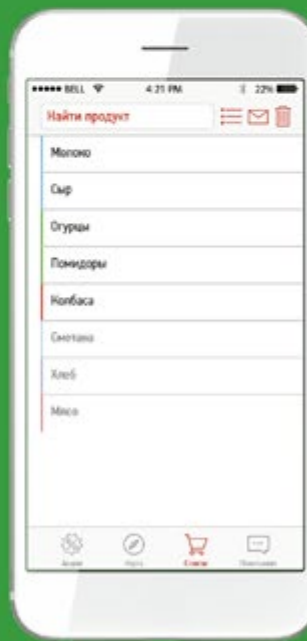 BELL 4:21 PM 22%
Найти продукт
Молоко
Сыр
Огурцы
Помидоры
Колбаса
Сметана
Хлеб
Мясо